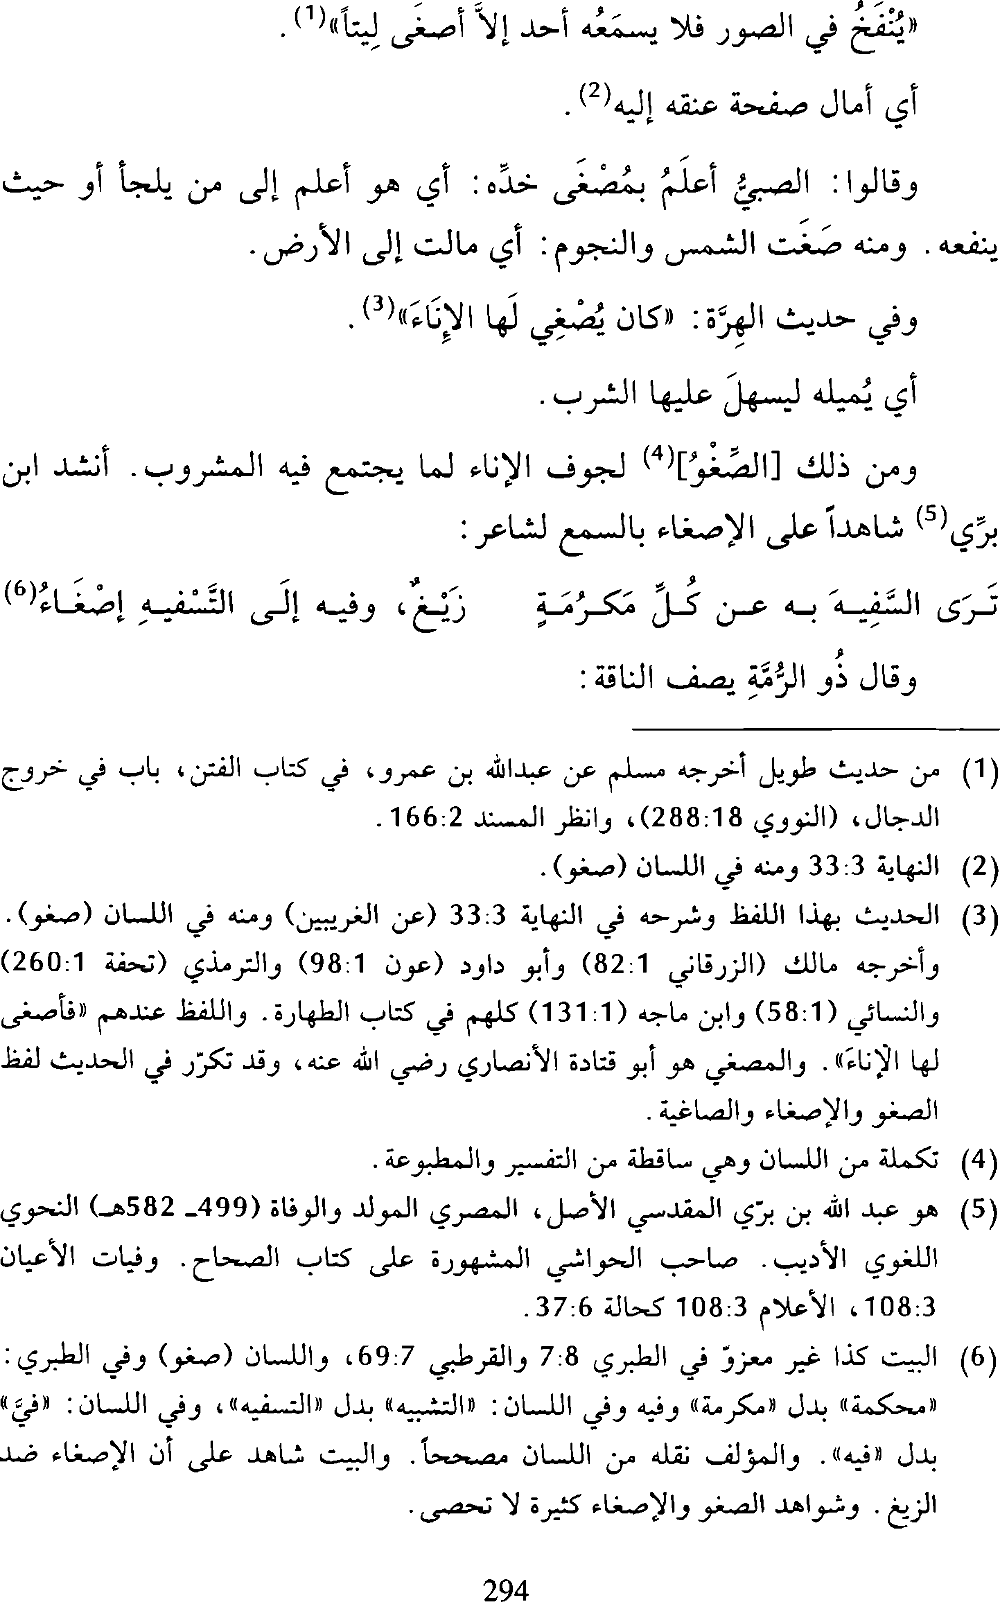 «يُنْفَخُ في الصور فلا يسمَعُه أحد إلاَّ أصغَى لِيتاً»(1).
أي أمال صفحة عنقه إليه(2).
وقالوا: الصبيُّ أعلَمُ بمُصْغَى خدِّه: أي هو أعلم إلى من يلجأ أو حيث
ينفعه. ومنه صَغَت الشمس والنجوم: أي مالت إلى الأرض.
وفي حديث الهِرَّة: «كان يُصْغِي لَها الإِنَاءَ»(3).
أي يُميله ليسهلَ عليها الشرب.
ومن ذلك [الصِّغْوُ](4) لجوف الإناء لما يجتمع فيه المشروب. أنشد ابن
برِّي(5) شاهداً على الإصغاء بالسمع لشاعر:
تَـرَى السَّفِيـهَ بـه عـن كُـلِّ مَكـرُمَـةٍ زَيْـغٌ، وفيـه إلَـى التَّسْفيـهِ إصْغَـاءُ(6)
وقال ذُو الرُّمَّةِ يصف الناقة:
(1) من حديث طويل أخرجه مسلم عن عبدالله بن عمرو، في كتاب الفتن، باب في خروج
الدجال، (النووي 288:18)، وانظر المسند 166:2.
(2) النهاية 33:3 ومنه في اللسان (صغو).
(3) الحديث بهذا اللفظ وشرحه في النهاية 33:3 (عن الغريبين) ومنه في اللسان (صغو).
وأخرجه مالك (الزرقاني 82:1) وأبو داود (عون 98:1) والترمذي (تحفة 260:1)
والنسائي (58:1) وابن ماجه (131:1) كلهم في كتاب الطهارة. واللفظ عندهم «فأصغى
لها الإناءَ». والمصغي هو أبو قتادة الأنصاري رضي الله عنه، وقد تكرّر في الحديث لفظ
الصغو والإصغاء والصاغية.
(4) تكملة من اللسان وهي ساقطة من التفسير والمطبوعة.
(5) هو عبد الله بن برّي المقدسي الأصل، المصري المولد والوفاة (499ـ 582هـ) النحوي
اللغوي الأديب. صاحب الحواشي المشهورة على كتاب الصحاح. وفيات الأعيان
108:3، الأعلام 108:3 كحالة 37:6.
(6) البيت كذا غير معزوّ في الطبري 7:8 والقرطبي 69:7، واللسان (صغو) وفي الطبري:
«محكمة» بدل «مكرمة» وفيه وفي اللسان: «التشبيه» بدل «التسفيه»، وفي اللسان: «فيَّ»
بدل «فيه». والمؤلف نقله من اللسان مصححاً. والبيت شاهد على أن الإصغاء ضد
الزيغ. وشواهد الصغو والإصغاء كثيرة لا تحصى.
294